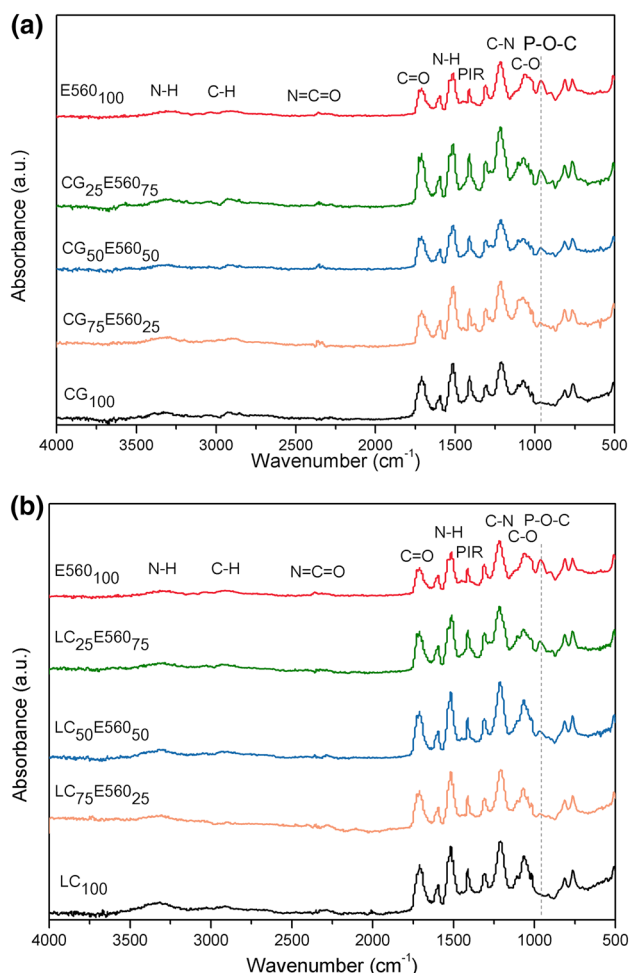 (a)
C-N P-O-C
N-H C-O
C=O PIR
E560100 N-H C-H N=C=O
CG25E56075
CG50E56050
CG75E56025
CG100
Absorbance (a.u.)
4000 3500 3000 2500 2000 1500 1000 500
Wavenumber (cm-1)
(b)
C-N P-O-C
N-H C-O
C=O PIR
E560100 N-H C-H N=C=O
LC25E56075
LC50E56050
LC75E56025
LC100
Absorbance (a.u.)
4000 3500 3000 2500 2000 1500 1000 500
Wavenumber (cm-1)